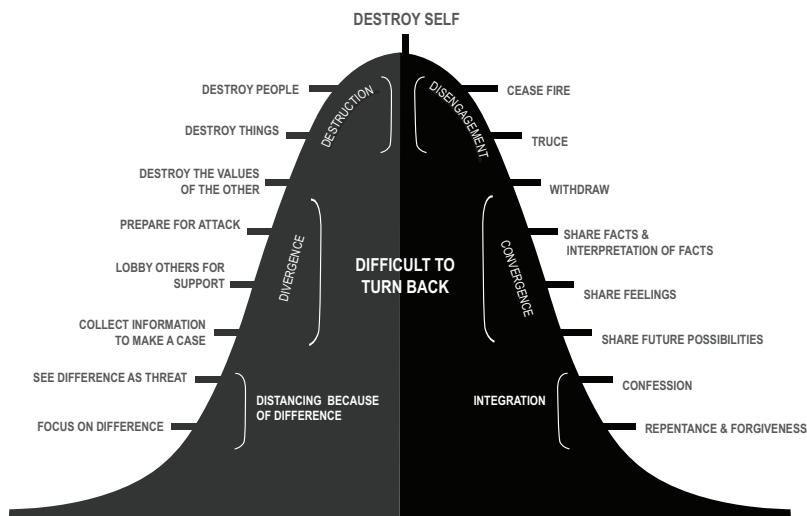 DESTROY SELF
DESTROY PEOPLE
DESTROY THINGS
DESTROY THE VALUES
OF THE OTHER
PREPARE FOR ATTACK
LOBBY OTHERS FOR
SUPPORT
COLLECT INFORMATION
TO MAKE A CASE
SEE DIFFERENCE AS THREAT
FOCUS ON DIFFERENCE
DESTRUCTION
DIVERGENCE
DISTANCING BECAUSE
OF DIFFERENCE
DIFFICULT TO
TURN BACK
DISENGAGEMENT
CONVERGENCE
INTEGRATION
CEASE FIRE
TRUCE
WITHDRAW
SHARE FACTS &
INTERPRETATION OF FACTS
SHARE FEELINGS
SHARE FUTURE POSSIBILITIES
CONFESSION
REPENTANCE & FORGIVENESS